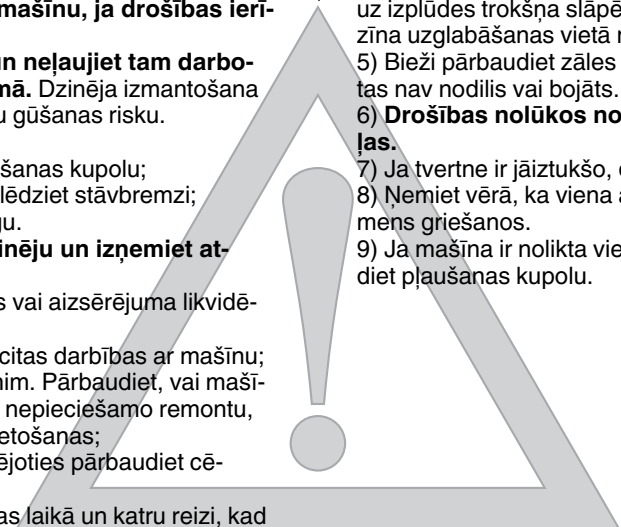 mašīnu, ja drošības ierī-
un neļaujiet tam darbo-
mā. Dzinēja izmantošana
u gūšanas risku.
šanas kupolu;
lēdziet stāvbremzi;
gu.
inēju un izņemiet at-
s vai aizsērējuma likvidē-
citas darbības ar mašīnu;
nim. Pārbaudiet, vai maší-
nepieciešamo remontu,
etošanas;
ējoties pārbaudiet cē-
as laikā un katru reizi, kad
uz izplūdes trokšņa slāpē
zīna uzglabāšanas vietā
5) Bieži pārbaudiet zāles
tas nav nodilis vai bojāts.
6) Drošības nolūkos no
ļas.
7) Ja tvertne ir jāiztukšo,
8) Ņemiet vērā, ka viena
mens griešanos.
9) Ja mašīna ir nolikta vie
diet pļaušanas kupolu.